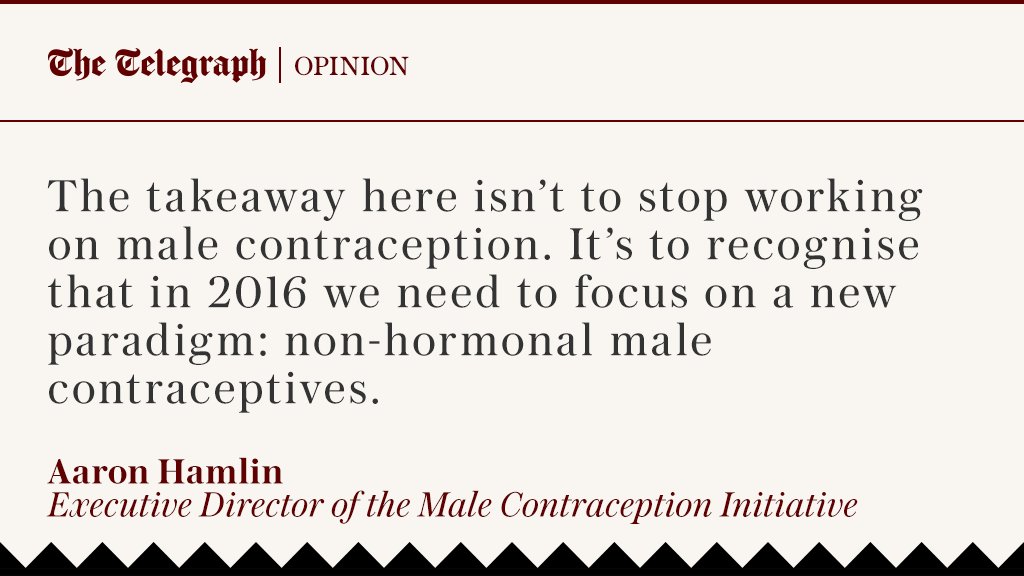 The Telegraph | OPINION
The takeaway here isn’t to stop working
on male contraception. It’s to recognise
that in 2016 we need to focus on a new
paradigm: non-hormonal male
contraceptives.
Aaron Hamlin
Executive Director of the Male Contraception Initiative